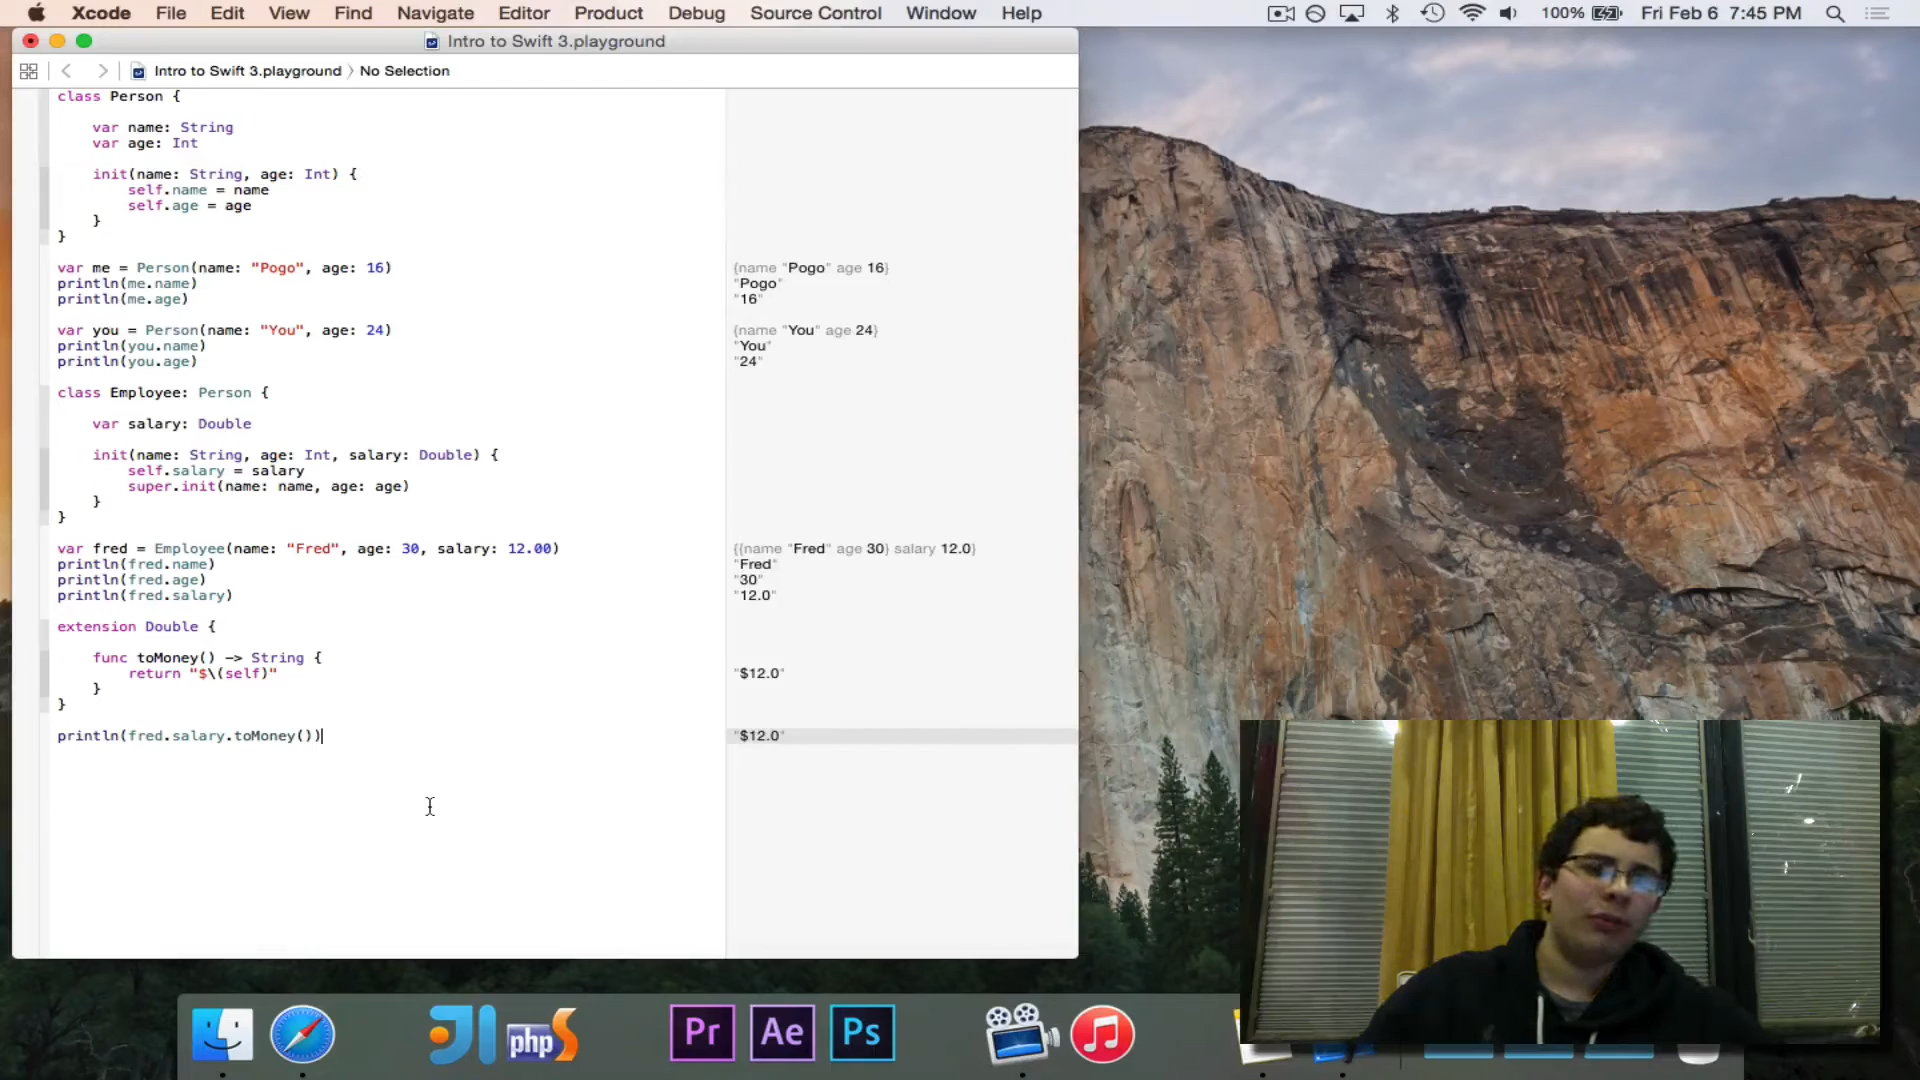 Xcode File Edit View Find Navigate Editor Product Debug Source Control Window Help 100% Fri Feb 6 7:45 PM
Intro to Swift 3.playground
Intro to Swift 3.playground No Selection
class Person {
var name: String
var age: Int
init(name: String, age: Int) {
self.name = name
self.age = age
}
}
var me = Person(name: "Pogo", age: 16) {name "Pogo" age 16}
println(me.name) "Pogo"
println(me.age) "16"
var you = Person(name: "You", age: 24) {name "You" age 24}
println(you.name) "You"
println(you.age) "24"
class Employee: Person {
var salary: Double
init(name: String, age: Int, salary: Double) {
self.salary = salary
super.init(name: name, age: age)
}
}
var fred = Employee(name: "Fred", age: 30, salary: 12.00) {{name "Fred" age 30} salary 12.0}
println(fred.name) "Fred"
println(fred.age) "30"
println(fred.salary) "12.0"
extension Double {
func toMoney() -> String {
return "$\(self)" "$12.0"
}
}
println(fred.salary.toMoney()) "$12.0"
JI php S Pr Ae Ps